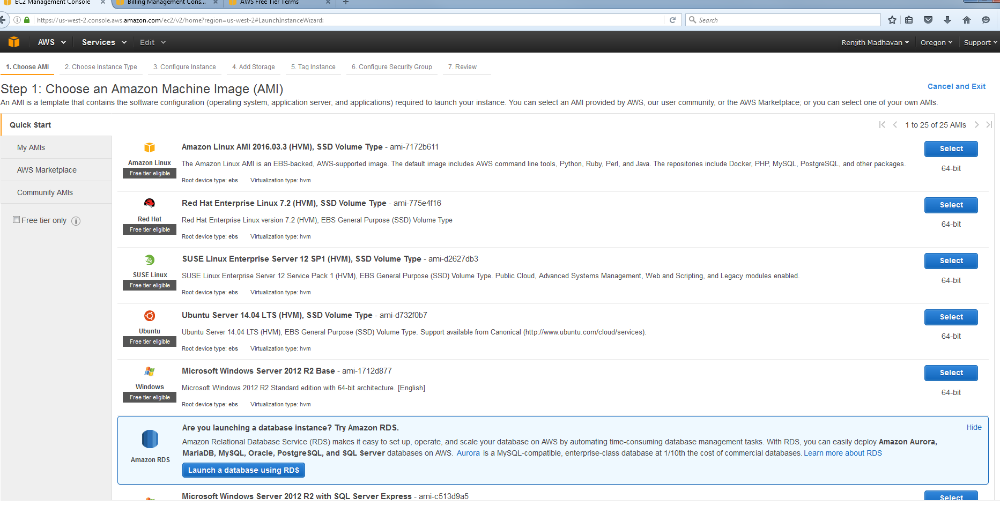 EC2 Management Console
Billing Management Cons...
AWS Free Tier Terms
https://us-west-2.console.aws.amazon.com/ec2/v2/home?region=us-west-2#LaunchInstanceWizard:
Search
AWS Services Edit
Renjith Madhavan Oregon Support
1. Choose AMI 2. Choose Instance Type 3. Configure Instance 4. Add Storage 5. Tag Instance 6. Configure Security Group 7. Review
Step 1: Choose an Amazon Machine Image (AMI)
Cancel and Exit
An AMI is a template that contains the software configuration (operating system, application server, and applications) required to launch your instance. You can select an AMI provided by AWS, our user community, or the AWS Marketplace; or you can select one of your own AMIs.
Quick Start
My AMIs
AWS Marketplace
Community AMIs
Free tier only
1 to 25 of 25 AMIs
Amazon Linux
Free tier eligible
Amazon Linux AMI 2016.03.3 (HVM), SSD Volume Type - ami-7172b611
The Amazon Linux AMI is an EBS-backed, AWS-supported image. The default image includes AWS command line tools, Python, Ruby, Perl, and Java. The repositories include Docker, PHP, MySQL, PostgreSQL, and other packages.
Root device type: ebs Virtualization type: hvm
Select
64-bit
Red Hat
Free tier eligible
Red Hat Enterprise Linux 7.2 (HVM), SSD Volume Type - ami-775e4f16
Red Hat Enterprise Linux version 7.2 (HVM), EBS General Purpose (SSD) Volume Type
Root device type: ebs Virtualization type: hvm
Select
64-bit
SUSE Linux
Free tier eligible
SUSE Linux Enterprise Server 12 SP1 (HVM), SSD Volume Type - ami-d2627db3
SUSE Linux Enterprise Server 12 Service Pack 1 (HVM), EBS General Purpose (SSD) Volume Type. Public Cloud, Advanced Systems Management, Web and Scripting, and Legacy modules enabled.
Root device type: ebs Virtualization type: hvm
Select
64-bit
Ubuntu
Free tier eligible
Ubuntu Server 14.04 LTS (HVM), SSD Volume Type - ami-d732f0b7
Ubuntu Server 14.04 LTS (HVM), EBS General Purpose (SSD) Volume Type. Support available from Canonical (http://www.ubuntu.com/cloud/services).
Root device type: ebs Virtualization type: hvm
Select
64-bit
Windows
Free tier eligible
Microsoft Windows Server 2012 R2 Base - ami-1712d877
Microsoft Windows 2012 R2 Standard edition with 64-bit architecture. [English]
Root device type: ebs Virtualization type: hvm
Select
64-bit
Amazon RDS
Are you launching a database instance? Try Amazon RDS.
Hide
Amazon Relational Database Service (RDS) makes it easy to set up, operate, and scale your database on AWS by automating time-consuming database management tasks. With RDS, you can easily deploy Amazon Aurora,
MariaDB, MySQL, Oracle, PostgreSQL, and SQL Server databases on AWS. Aurora is a MySQL-compatible, enterprise-class database at 1/10th the cost of commercial databases. Learn more about RDS
Launch a database using RDS
Microsoft Windows Server 2012 R2 with SQL Server Express - ami-c513d9a5
Select